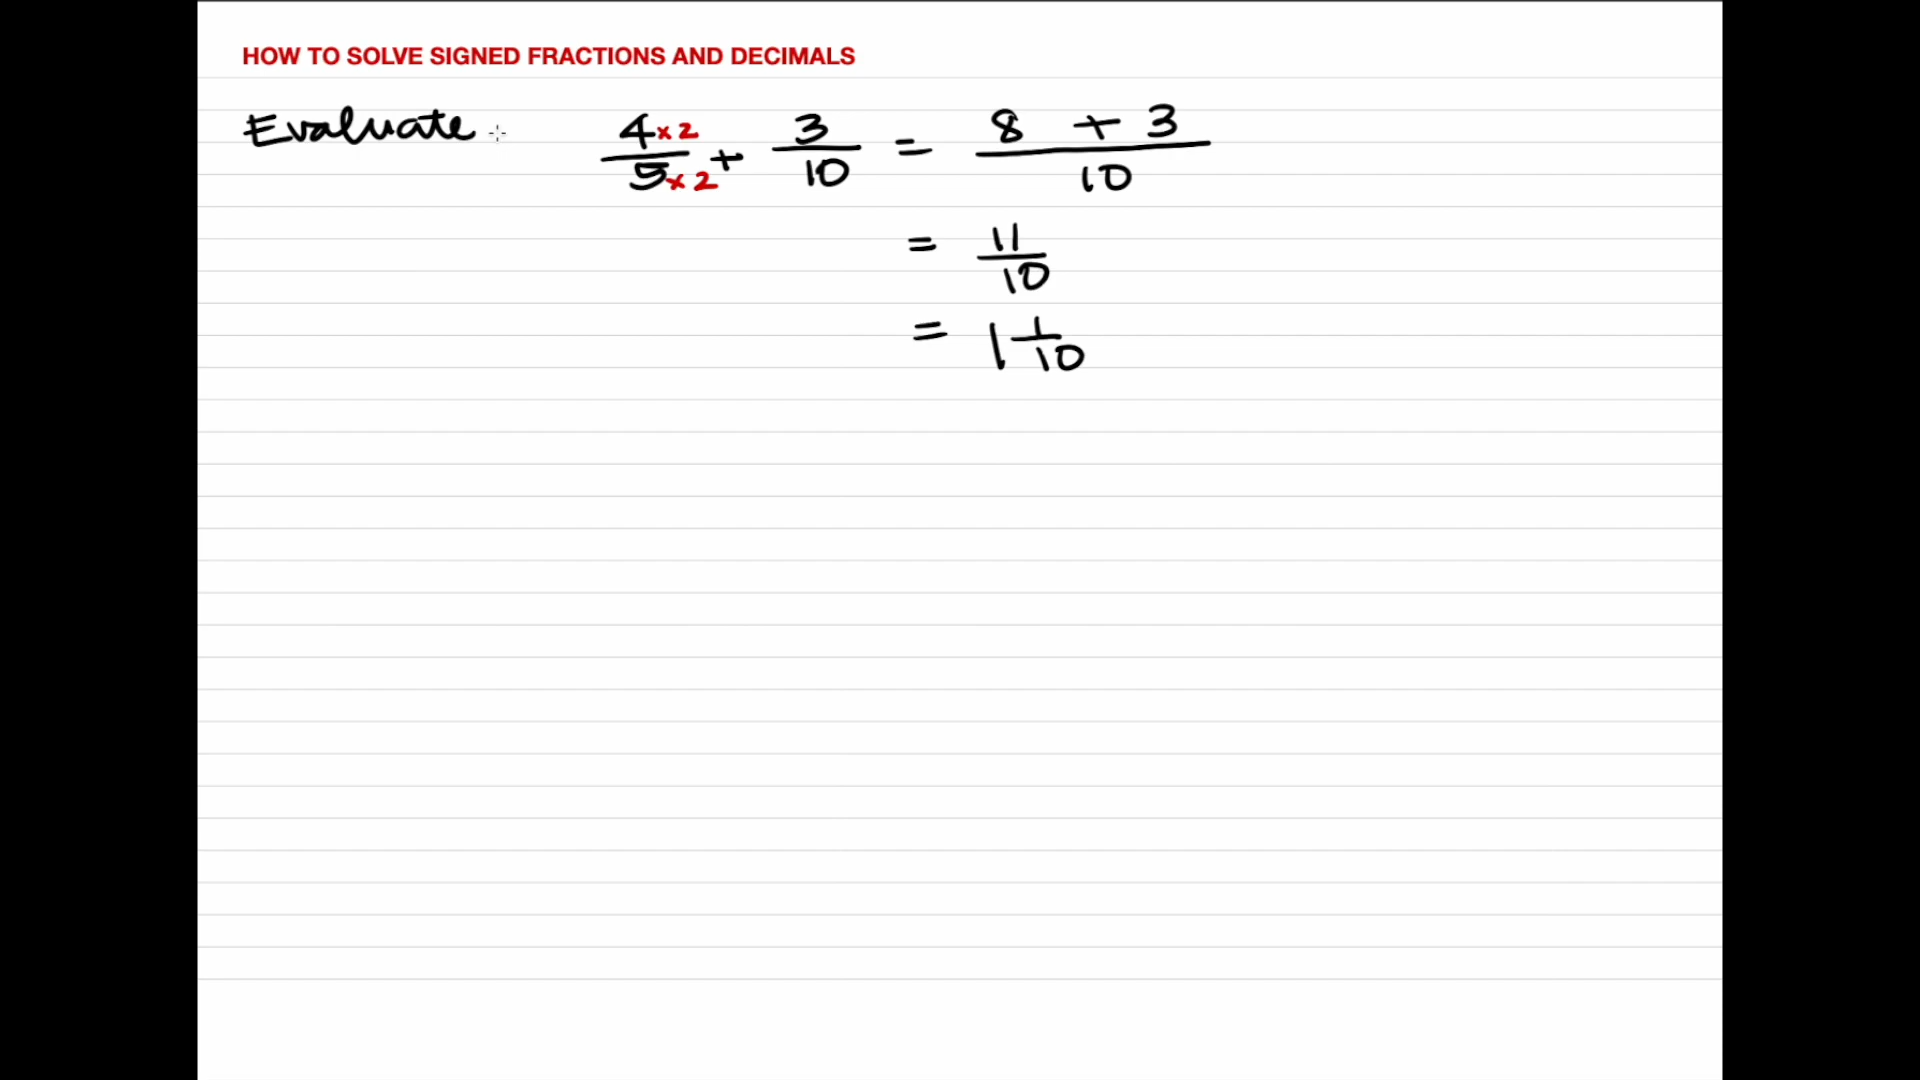 HOW TO SOLVE SIGNED FRACTIONS AND DECIMALS
Evaluate 4×2/5×2 + 3/10 = 8 + 3/10
= 11/10
= 1 1/10